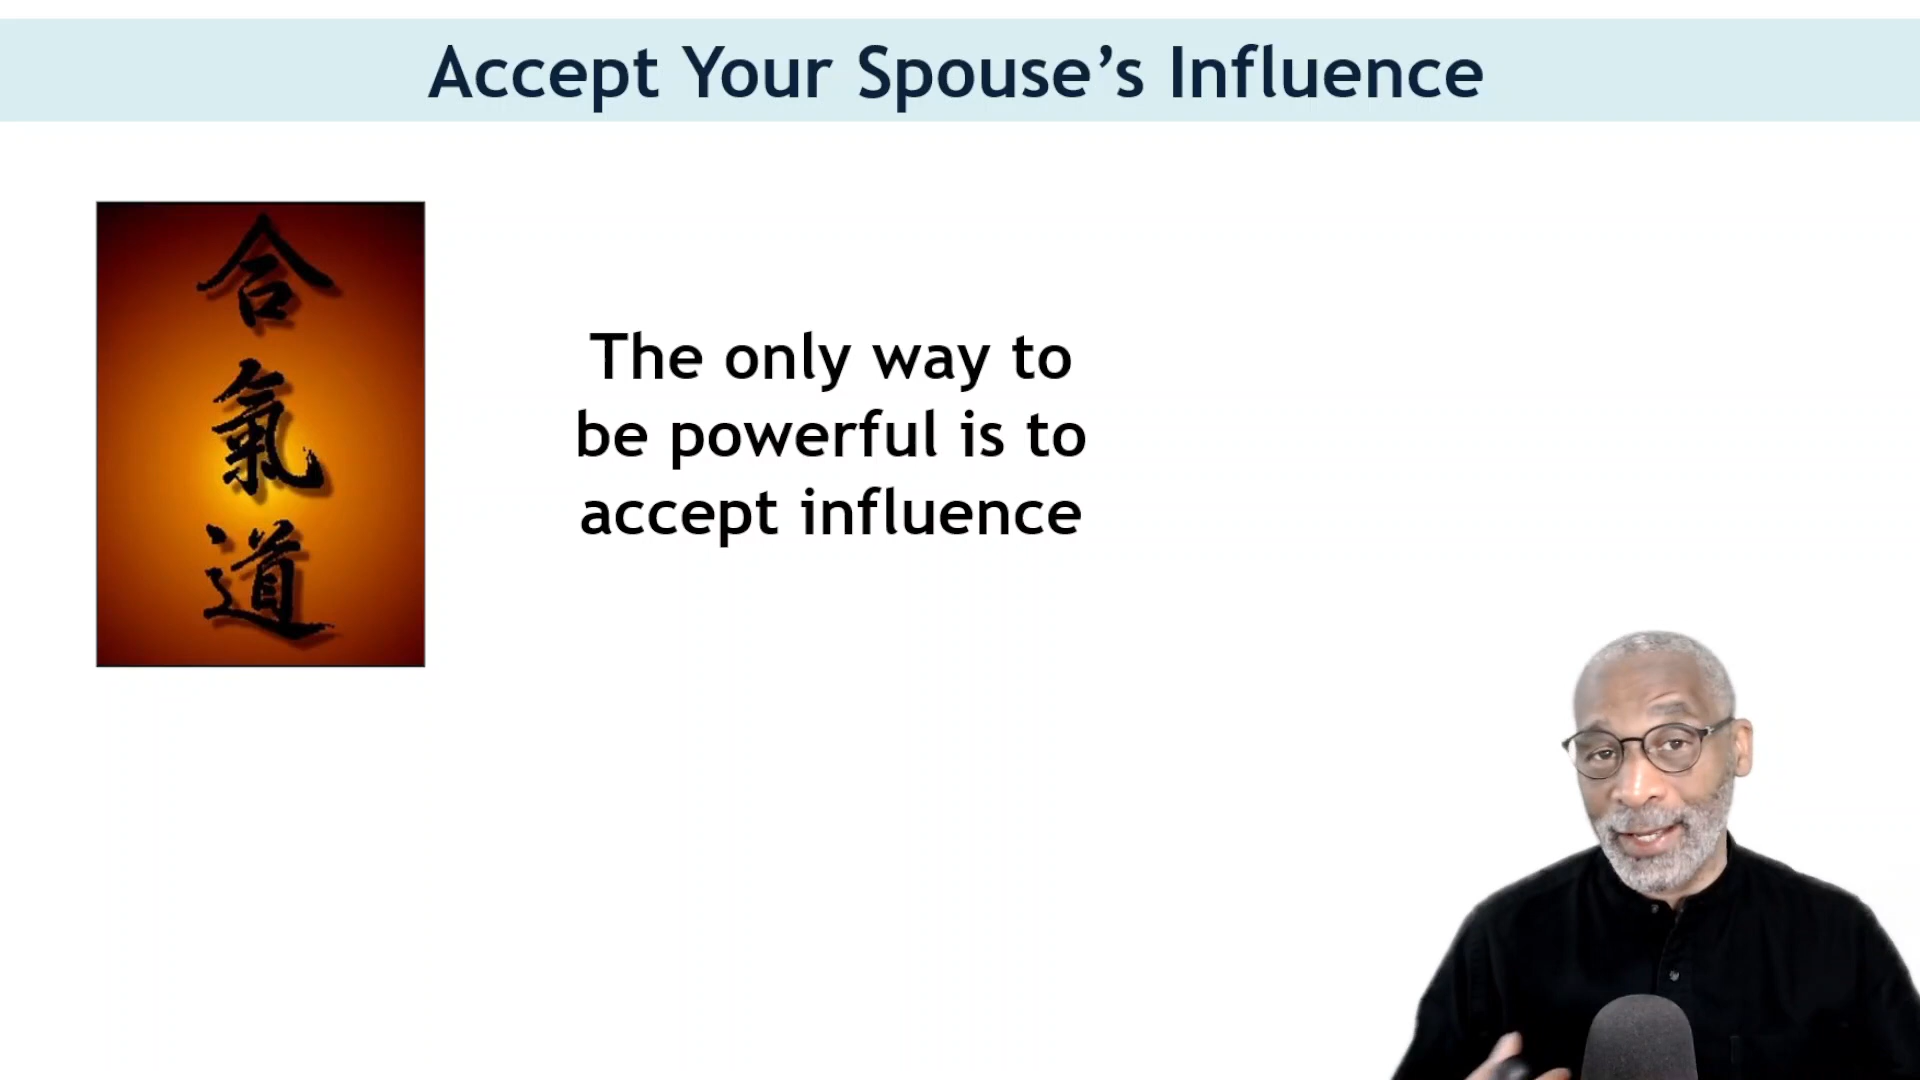 Accept Your Spouse’s Influence
合
氣
道
The only way to
be powerful is to
accept influence